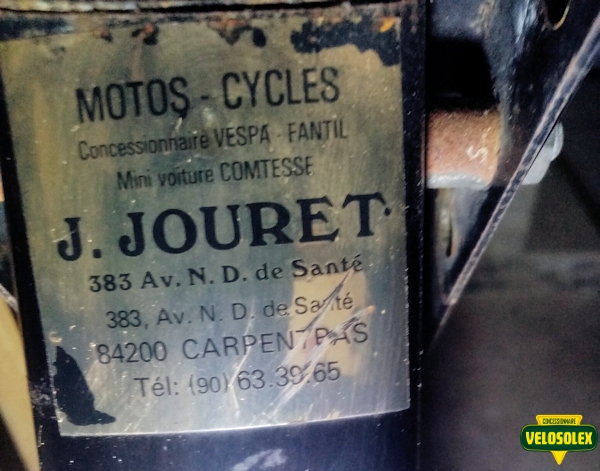 MOTOS - CYCLES
Concessionnaire VESPA - FANTIL
Mini voiture COMTESSE
J. JOURET
383 Av. N. D. de Santé
383, Av. N. D. de Santé
84200 CARPENTRAS
Tél: (90) 63.39.65
CONCESSIONNAIRE
VELOSOLEX